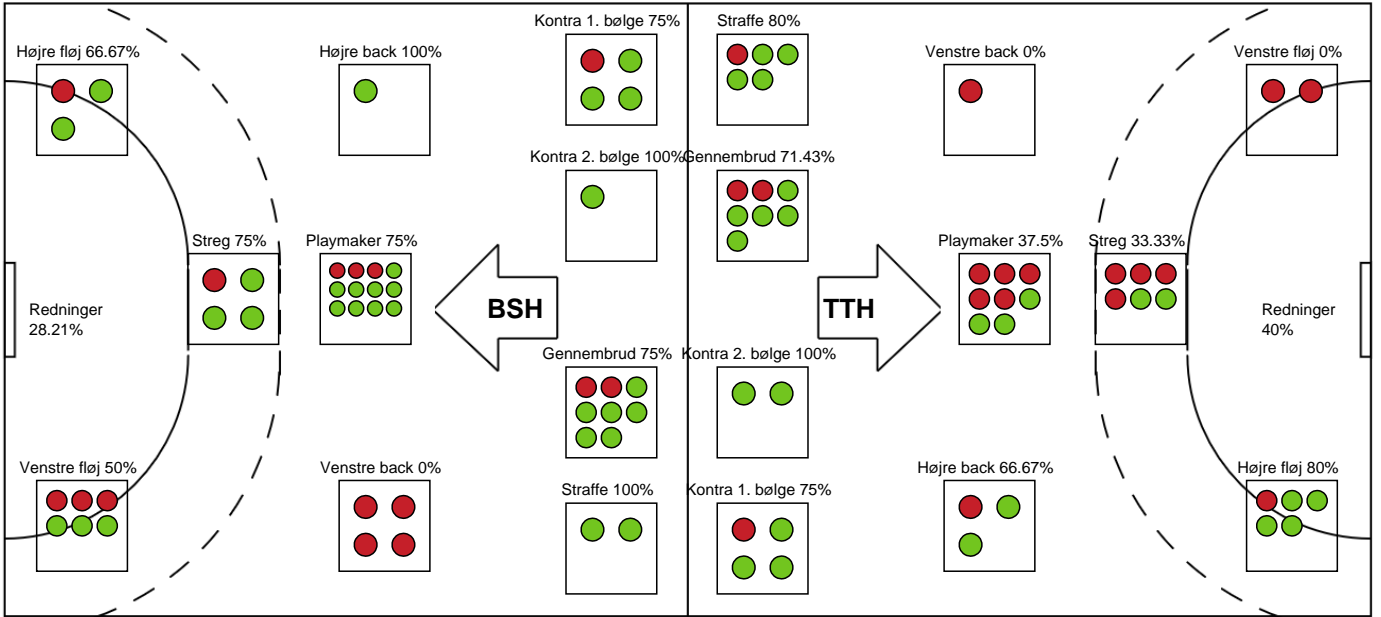 Kontra 1. bølge 75%
Straffe 80%
Højre fløj 66.67%
Højre back 100%
Venstre back 0%
Venstre fløj 0%
Kontra 2. bølge 100%
Gennembrud 71.43%
Streg 75%
Playmaker 75%
Playmaker 37.5%
Streg 33.33%
BSH
TTH
Redninger
28.21%
Redninger
40%
Gennembrud 75%
Kontra 2. bølge 100%
Venstre fløj 50%
Venstre back 0%
Højre back 66.67%
Højre fløj 80%
Straffe 100%
Kontra 1. bølge 75%